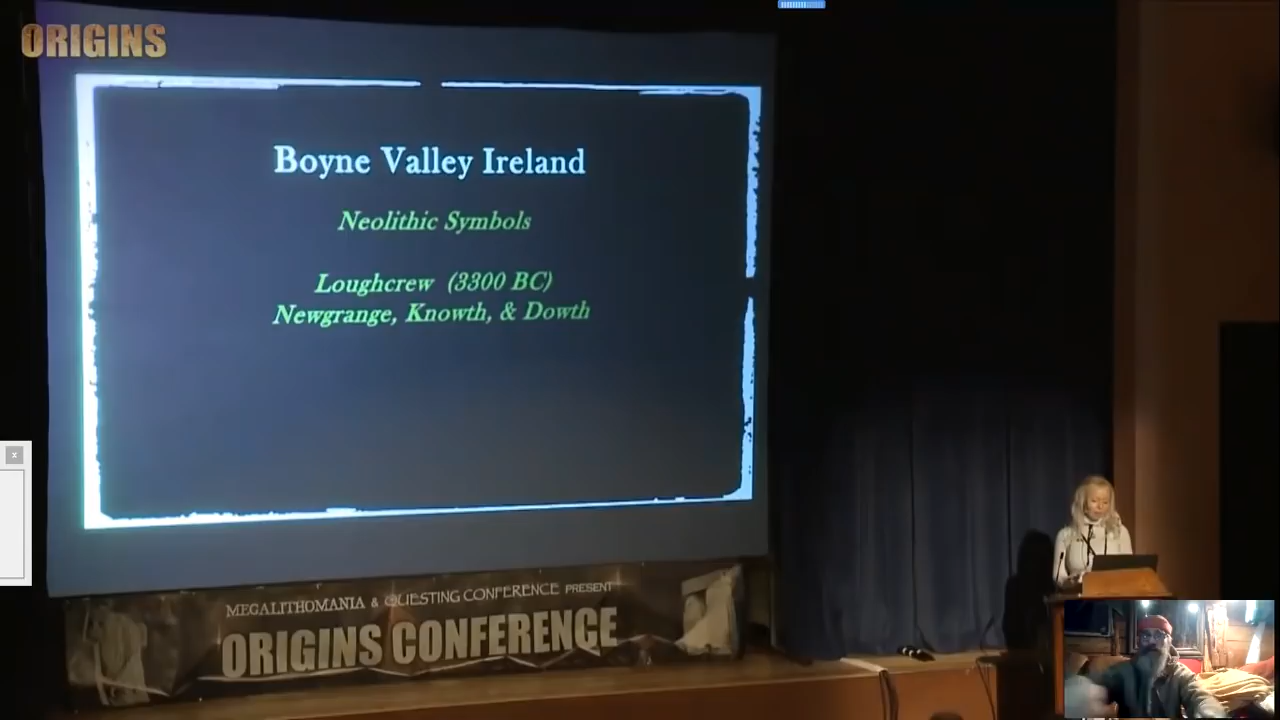 ORIGINS
Boyne Valley Ireland
Neolithic Symbols
Loughcrew (3300 BC)
Newgrange, Knowth, & Dowth
MEGALITHOMANIA & QUESTING CONFERENCE PRESENT
ORIGINS CONFERENCE
x